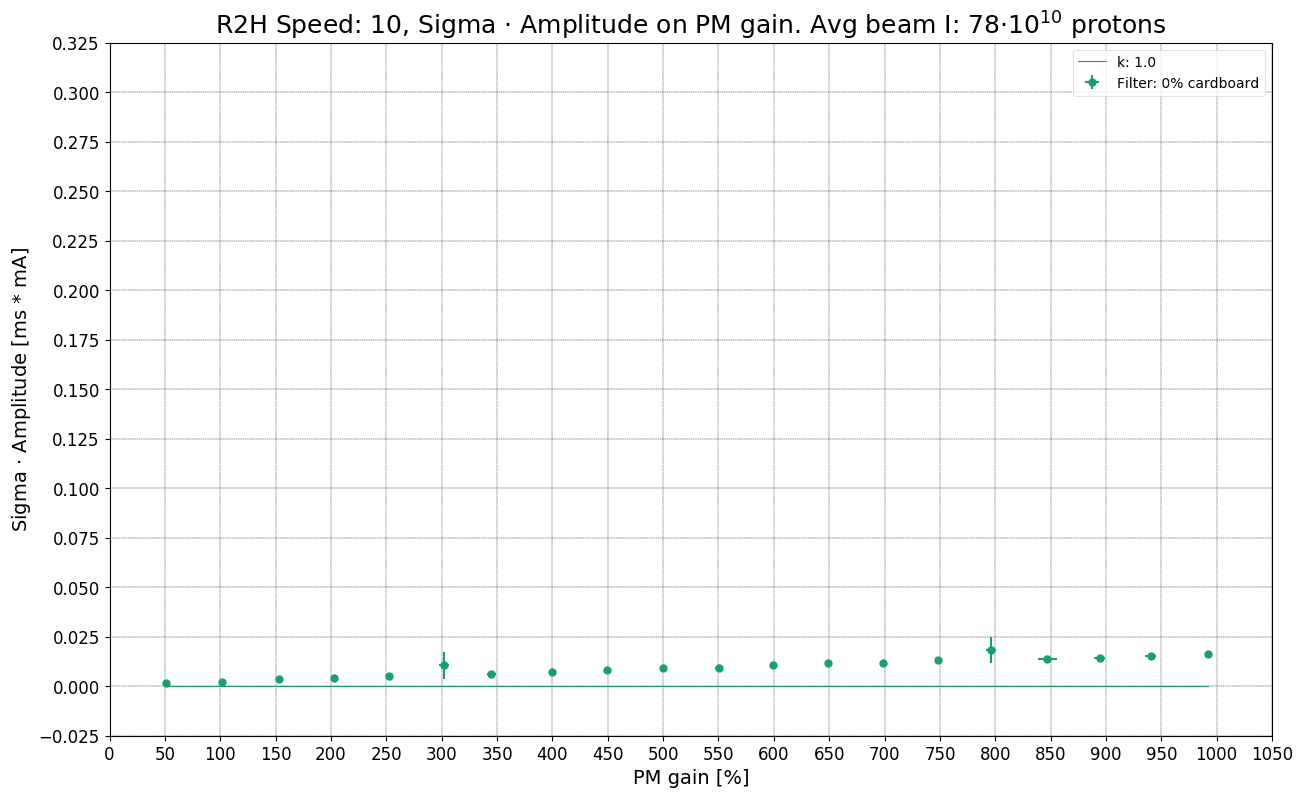 R2H Speed: 10, Sigma · Amplitude on PM gain. Avg beam I: 78·10^10 protons
k: 1.0
Filter: 0% cardboard
Sigma · Amplitude [ms * mA]
0.325
0.300
0.275
0.250
0.225
0.200
0.175
0.150
0.125
0.100
0.075
0.050
0.025
0.000
−0.025
0 50 100 150 200 250 300 350 400 450 500 550 600 650 700 750 800 850 900 950 1000 1050
PM gain [%]